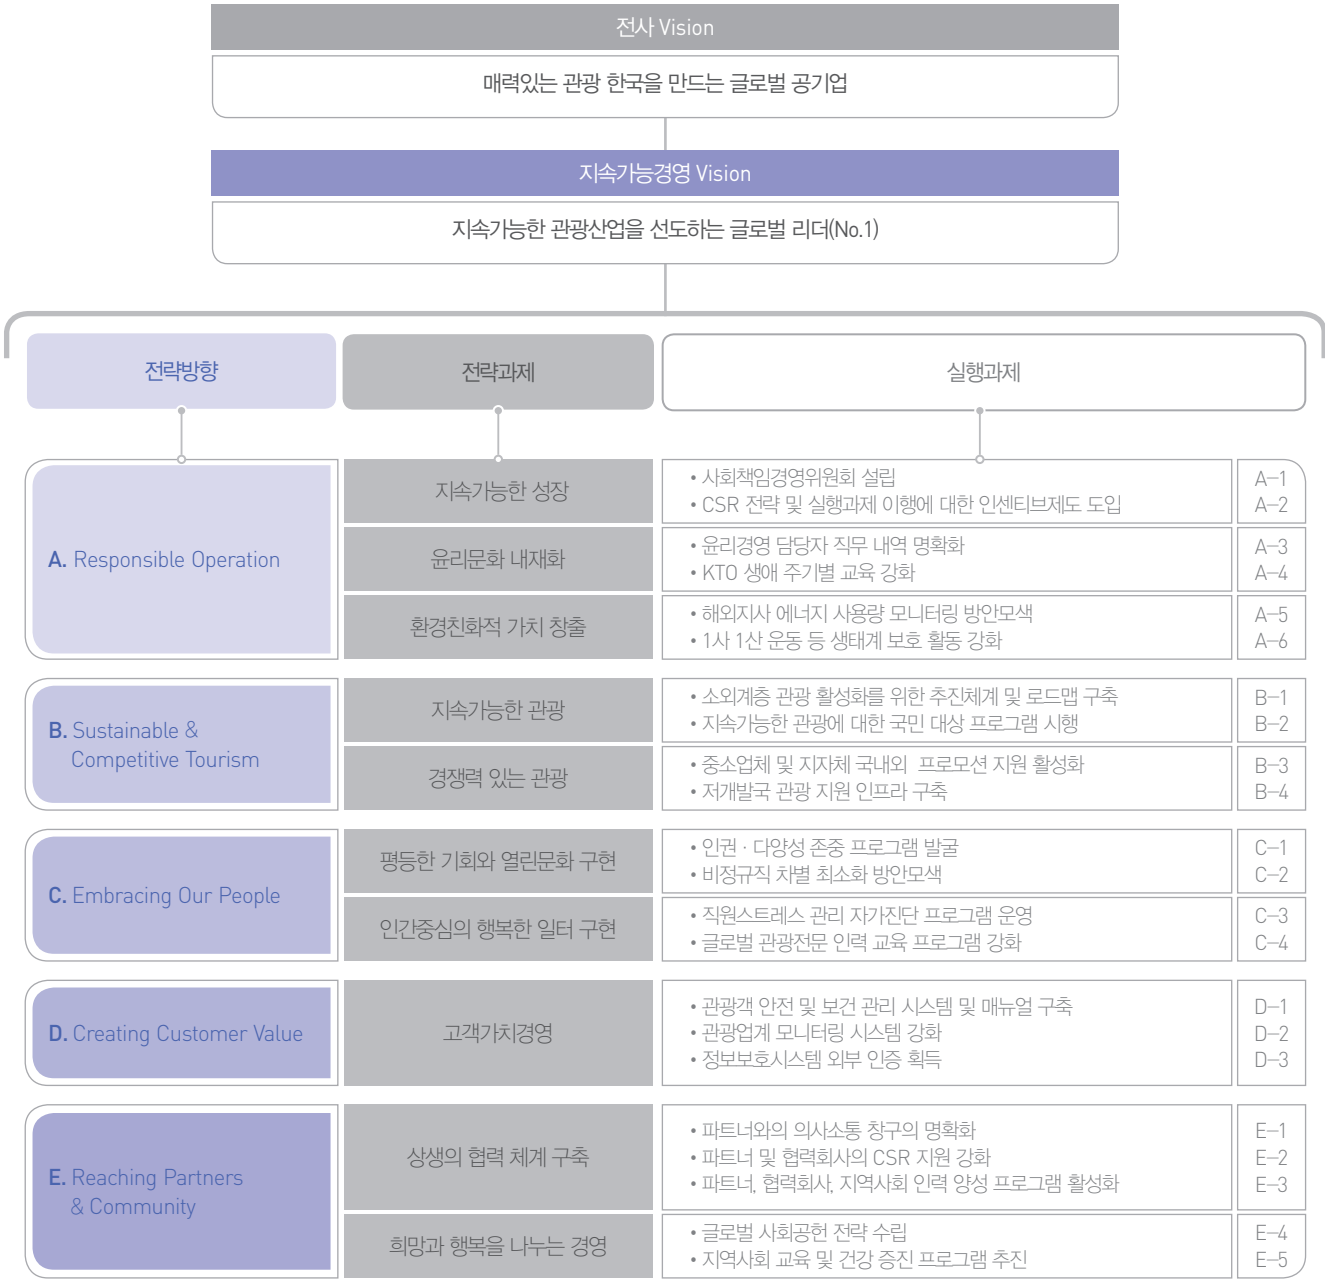 전사 Vision
매력있는 관광 한국을 만드는 글로벌 공기업
지속가능경영 Vision
지속가능한 관광산업을 선도하는 글로벌 리더(No.1)
전략방향
전략과제
실행과제
A. Responsible Operation
지속가능한 성장
• 사회책임경영위원회 설립
A-1
• CSR 전략 및 실행과제 이행에 대한 인센티브제도 도입
A-2
윤리문화 내재화
• 윤리경영 담당자 직무 내역 명확화
A-3
• KTO 생애 주기별 교육 강화
A-4
환경친화적 가치 창출
• 해외지사 에너지 사용량 모니터링 방안모색
A-5
• 1사 1산 운동 등 생태계 보호 활동 강화
A-6
B. Sustainable &
Competitive Tourism
지속가능한 관광
• 소외계층 관광 활성화를 위한 추진체계 및 로드맵 구축
B-1
• 지속가능한 관광에 대한 국민 대상 프로그램 시행
B-2
경쟁력 있는 관광
• 중소업체 및 지자체 국내외 프로모션 지원 활성화
B-3
• 저개발국 관광 지원 인프라 구축
B-4
C. Embracing Our People
평등한 기회와 열린문화 구현
• 인권 · 다양성 존중 프로그램 발굴
C-1
• 비정규직 차별 최소화 방안모색
C-2
인간중심의 행복한 일터 구현
• 직원스트레스 관리 자가진단 프로그램 운영
C-3
• 글로벌 관광전문 인력 교육 프로그램 강화
C-4
D. Creating Customer Value
고객가치경영
• 관광객 안전 및 보건 관리 시스템 및 매뉴얼 구축
D-1
• 관광업계 모니터링 시스템 강화
D-2
• 정보보호시스템 외부 인증 획득
D-3
E. Reaching Partners
& Community
상생의 협력 체계 구축
• 파트너와의 의사소통 창구의 명확화
E-1
• 파트너 및 협력회사의 CSR 지원 강화
E-2
• 파트너, 협력회사, 지역사회 인력 양성 프로그램 활성화
E-3
희망과 행복을 나누는 경영
• 글로벌 사회공헌 전략 수립
E-4
• 지역사회 교육 및 건강 증진 프로그램 추진
E-5